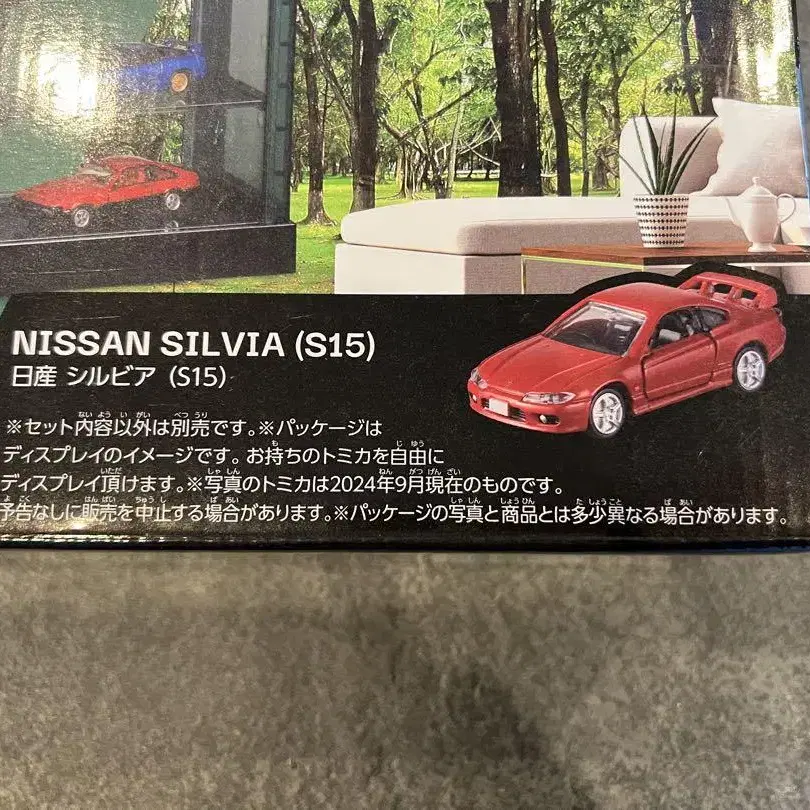 NISSAN SILVIA (S15)
日産 シルビア (S15)
※セット内容以外は別売です。※パッケージは
ディスプレイのイメージです。お持ちのトミカを自由に
ディスプレイ頂けます。※写真のトミカは2024年9月現在のものです。
予告なしに販売を中止する場合があります。※パッケージの写真と商品とは多少異なる場合があります。